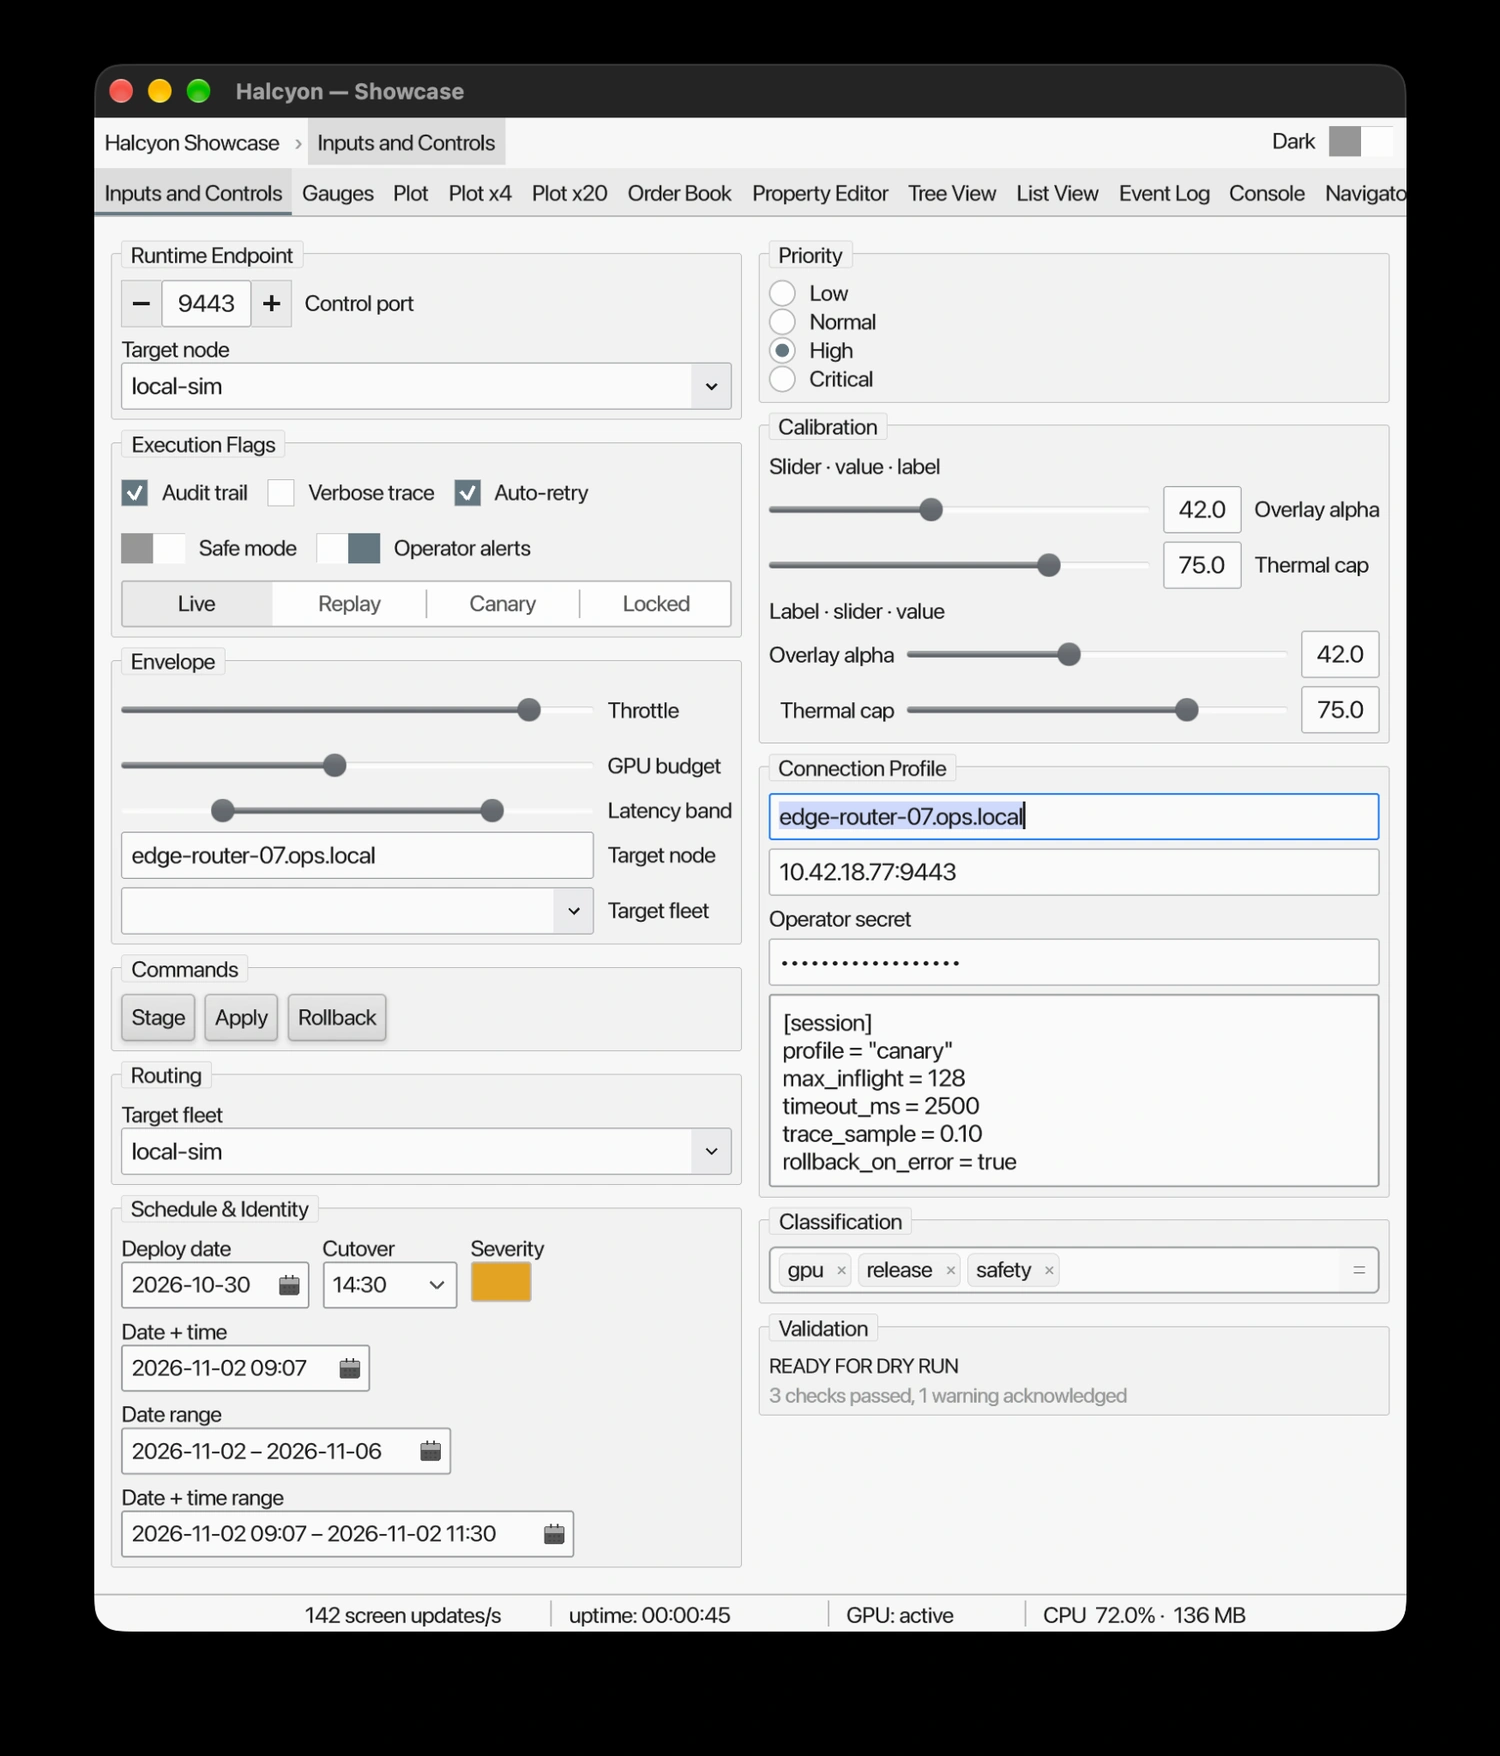 Halcyon — Showcase
Halcyon Showcase › Inputs and Controls
Dark
Inputs and Controls Gauges Plot Plot x4 Plot x20 Order Book Property Editor Tree View List View Event Log Console Navigato
Runtime Endpoint
− 9443 + Control port
Target node
local-sim
Execution Flags
Audit trail Verbose trace Auto-retry
Safe mode Operator alerts
Live Replay Canary Locked
Envelope
Throttle
GPU budget
Latency band
edge-router-07.ops.local Target node
Target fleet
Commands
Stage Apply Rollback
Routing
Target fleet
local-sim
Schedule & Identity
Deploy date Cutover Severity
2026-10-30 14:30
Date + time
2026-11-02 09:07
Date range
2026-11-02 – 2026-11-06
Date + time range
2026-11-02 09:07 – 2026-11-02 11:30
Priority
Low
Normal
High
Critical
Calibration
Slider · value · label
42.0 Overlay alpha
75.0 Thermal cap
Label · slider · value
Overlay alpha 42.0
Thermal cap 75.0
Connection Profile
edge-router-07.ops.local
10.42.18.77:9443
Operator secret
••••••••••••••••••
[session]
profile = "canary"
max_inflight = 128
timeout_ms = 2500
trace_sample = 0.10
rollback_on_error = true
Classification
gpu × release × safety × =
Validation
READY FOR DRY RUN
3 checks passed, 1 warning acknowledged
142 screen updates/s uptime: 00:00:45 GPU: active CPU 72.0% · 136 MB